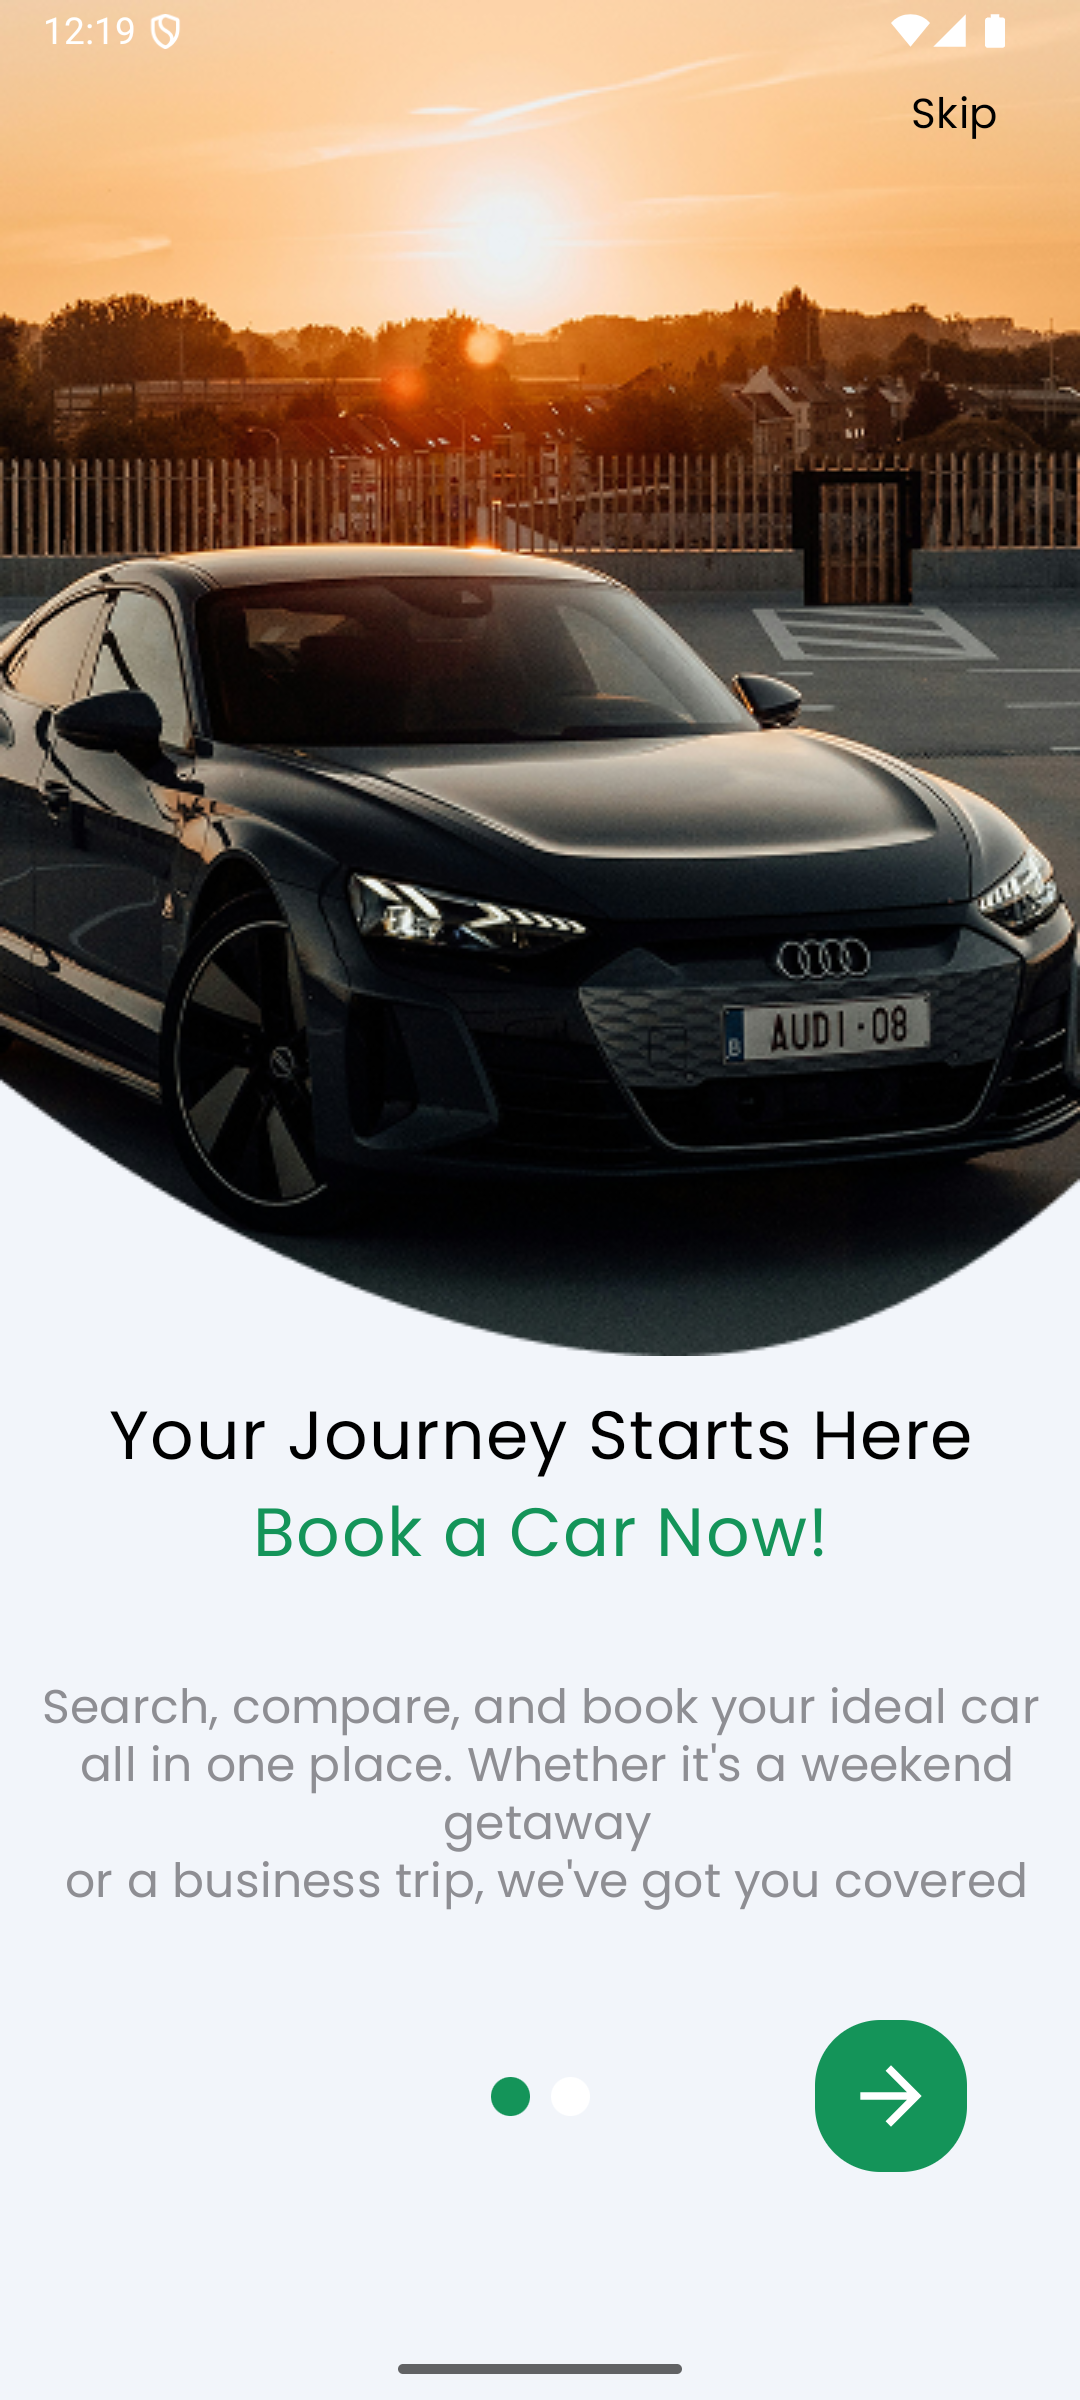 12:19
Skip
B AUDI·08
Your Journey Starts Here
Book a Car Now!
Search, compare, and book your ideal car
all in one place. Whether it's a weekend
getaway
or a business trip, we've got you covered